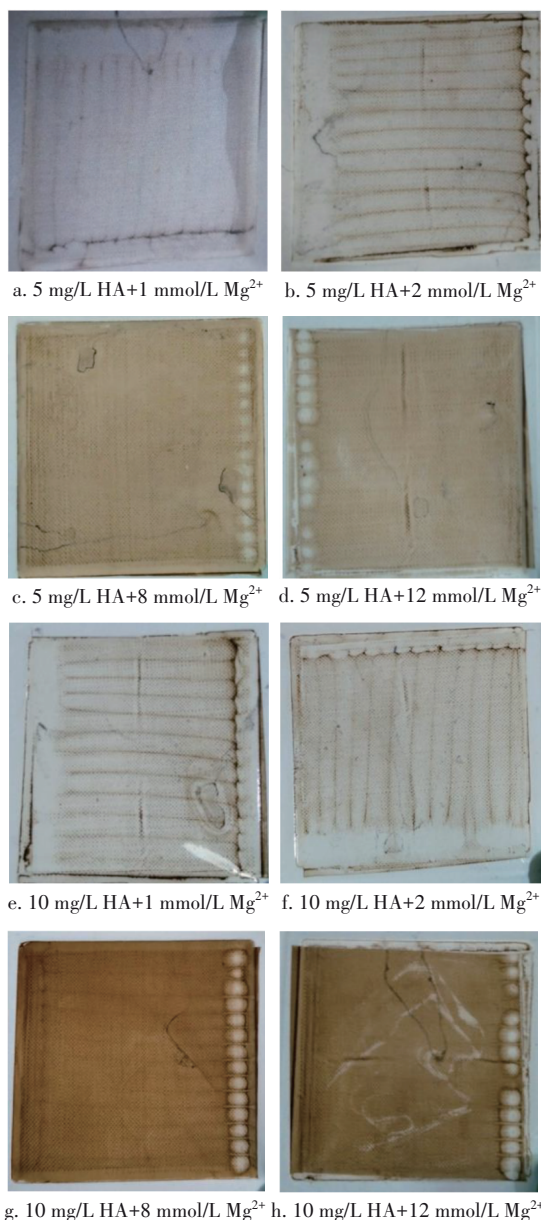 a. 5 mg/L HA+1 mmol/L Mg²⁺ b. 5 mg/L HA+2 mmol/L Mg²⁺
c. 5 mg/L HA+8 mmol/L Mg²⁺ d. 5 mg/L HA+12 mmol/L Mg²⁺
e. 10 mg/L HA+1 mmol/L Mg²⁺ f. 10 mg/L HA+2 mmol/L Mg²⁺
g. 10 mg/L HA+8 mmol/L Mg²⁺ h. 10 mg/L HA+12 mmol/L Mg²⁺